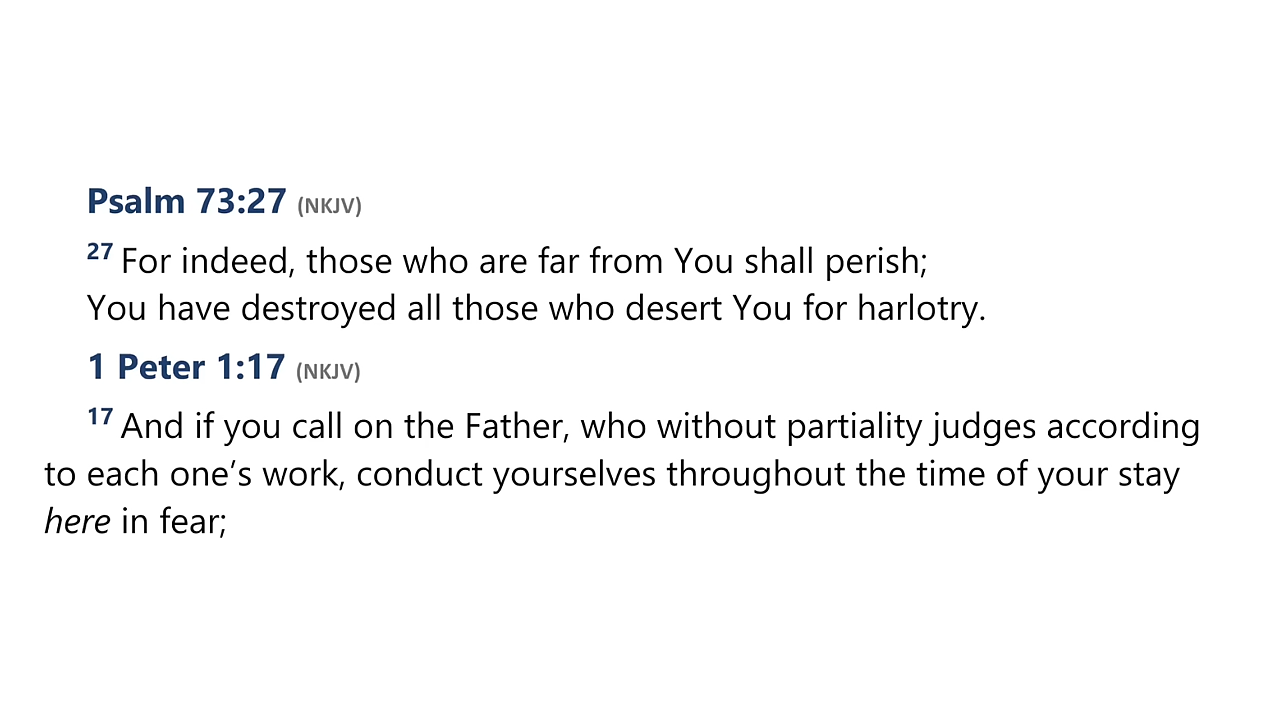 Psalm 73:27 (NKJV)
27 For indeed, those who are far from You shall perish;
You have destroyed all those who desert You for harlotry.
1 Peter 1:17 (NKJV)
17 And if you call on the Father, who without partiality judges according
to each one’s work, conduct yourselves throughout the time of your stay
here in fear;